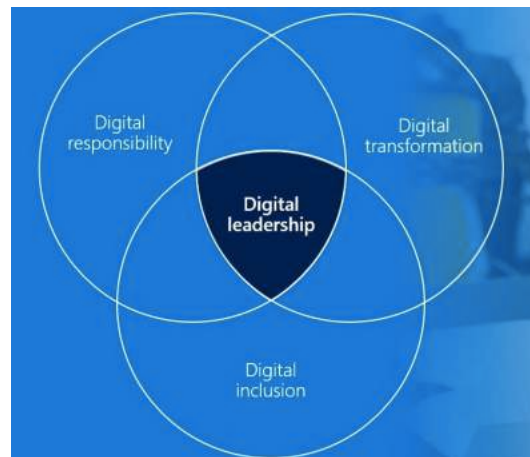 Digital
responsibility
Digital
transformation
Digital
leadership
Digital
inclusion